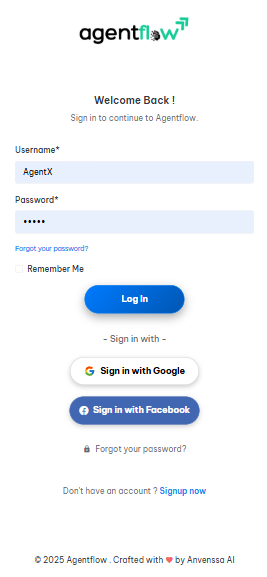 agentflow
Welcome Back !
Sign in to continue to Agentflow.
Username*
AgentX
Password*
•••••
Forgot your password?
Remember Me
Log In
- Sign in with -
Sign in with Google
Sign in with Facebook
Forgot your password?
Don't have an account ? Signup now
© 2025 Agentflow . Crafted with ❤ by Anvenssa AI